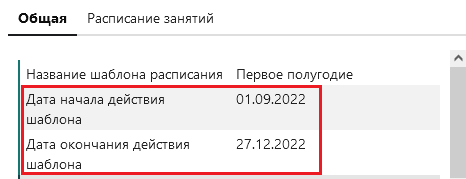 Общая Расписание занятий
Название шаблона расписания Первое полугодие
Дата начала действия 01.09.2022
шаблона
Дата окончания действия 27.12.2022
шаблона